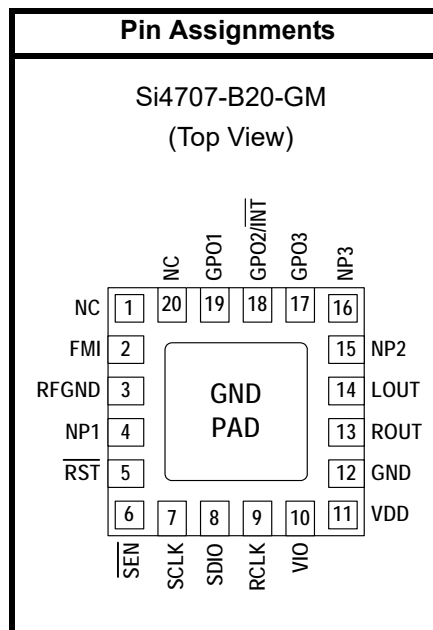 Pin Assignments
Si4707-B20-GM
(Top View)
NC
GPO1
GPO2/INT
GPO3
NP3
NC 1 20 19 18 17 16
FMI 2 15 NP2
RFGND 3 GND 14 LOUT
NP1 4 PAD 13 ROUT
RST 5 12 GND
6 7 8 9 10 11 VDD
SEN
SCLK
SDIO
RCLK
VIO